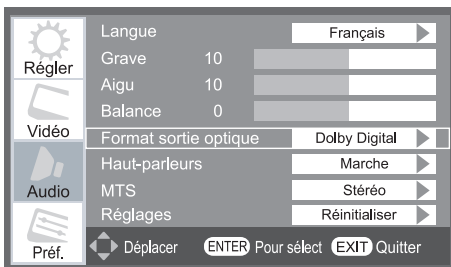 Régler
Vidéo
Audio
Préf.
Langue Français
Grave 10
Aigu 10
Balance 0
Format sortie optique Dolby Digital
Haut-parleurs Marche
MTS Stéréo
Réglages Réinitialiser
Déplacer ENTER Pour sélect EXIT Quitter